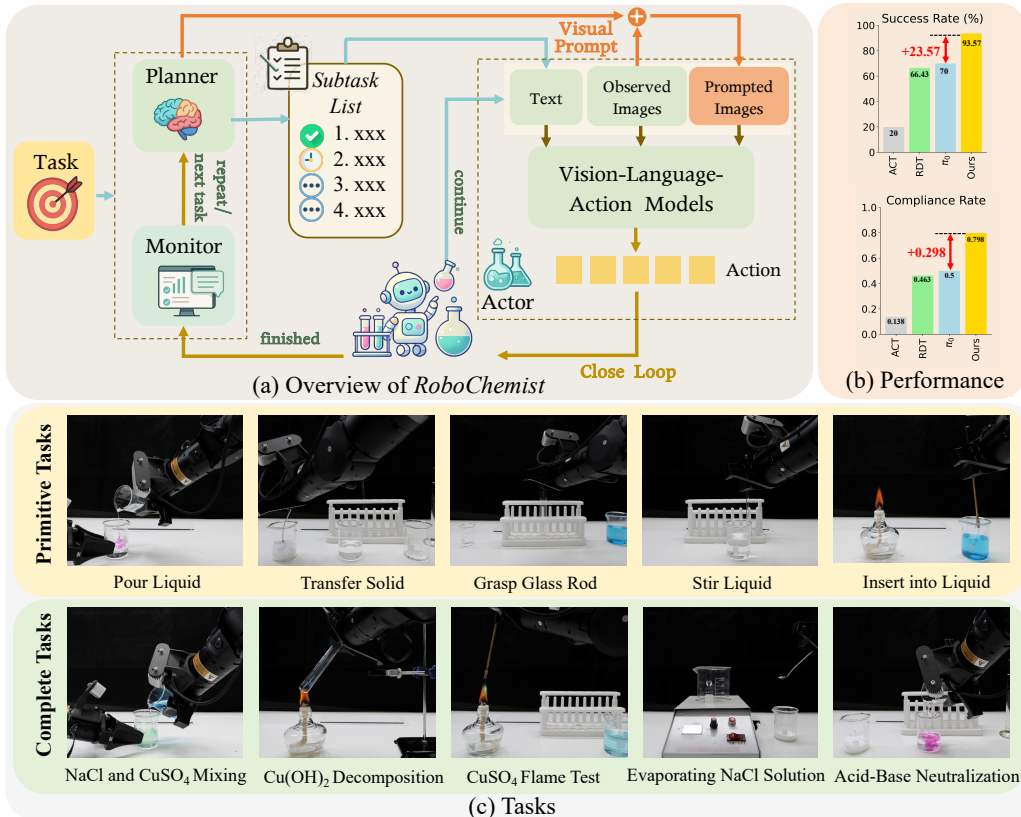 Task
Planner
repeat/
next task
Monitor
Subtask
List
1. xxx
2. xxx
3. xxx
4. xxx
Visual
Prompt
Text
Observed
Images
Prompted
Images
Vision-Language-
Action Models
Action
Actor
continue
finished
Close Loop
(a) Overview of RoboChemist
Success Rate (%)
100
80
60
40
20
0
+23.57
20
66.43
70
93.57
ACT
RDT
π₀
Ours
Compliance Rate
1.0
0.8
0.6
0.4
0.2
0.0
+0.298
0.138
0.463
0.5
0.798
ACT
RDT
π₀
Ours
(b) Performance
Primitive Tasks
Pour Liquid
Transfer Solid
Grasp Glass Rod
Stir Liquid
Insert into Liquid
Complete Tasks
NaCl and CuSO₄ Mixing
Cu(OH)₂ Decomposition
CuSO₄ Flame Test
Evaporating NaCl Solution
Acid-Base Neutralization
(c) Tasks